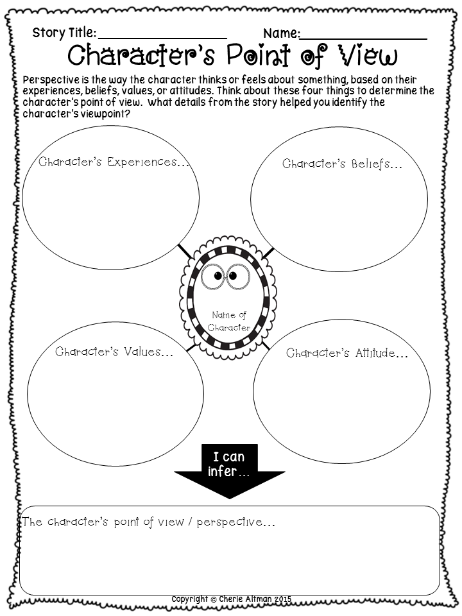 Story Title: Name:
Character's Point of View
Perspective is the way the character thinks or feels about something, based on their
experiences, beliefs, values, or attitudes. Think about these four things to determine the
character's point of view. What details from the story helped you identify the
character's viewpoint?
Character's Experiences...
Character's Beliefs...
Name of
Character
Character's Values...
Character's Attitude...
I can
infer...
The character's point of view / perspective...
Copyright © Cherie Altman 2015